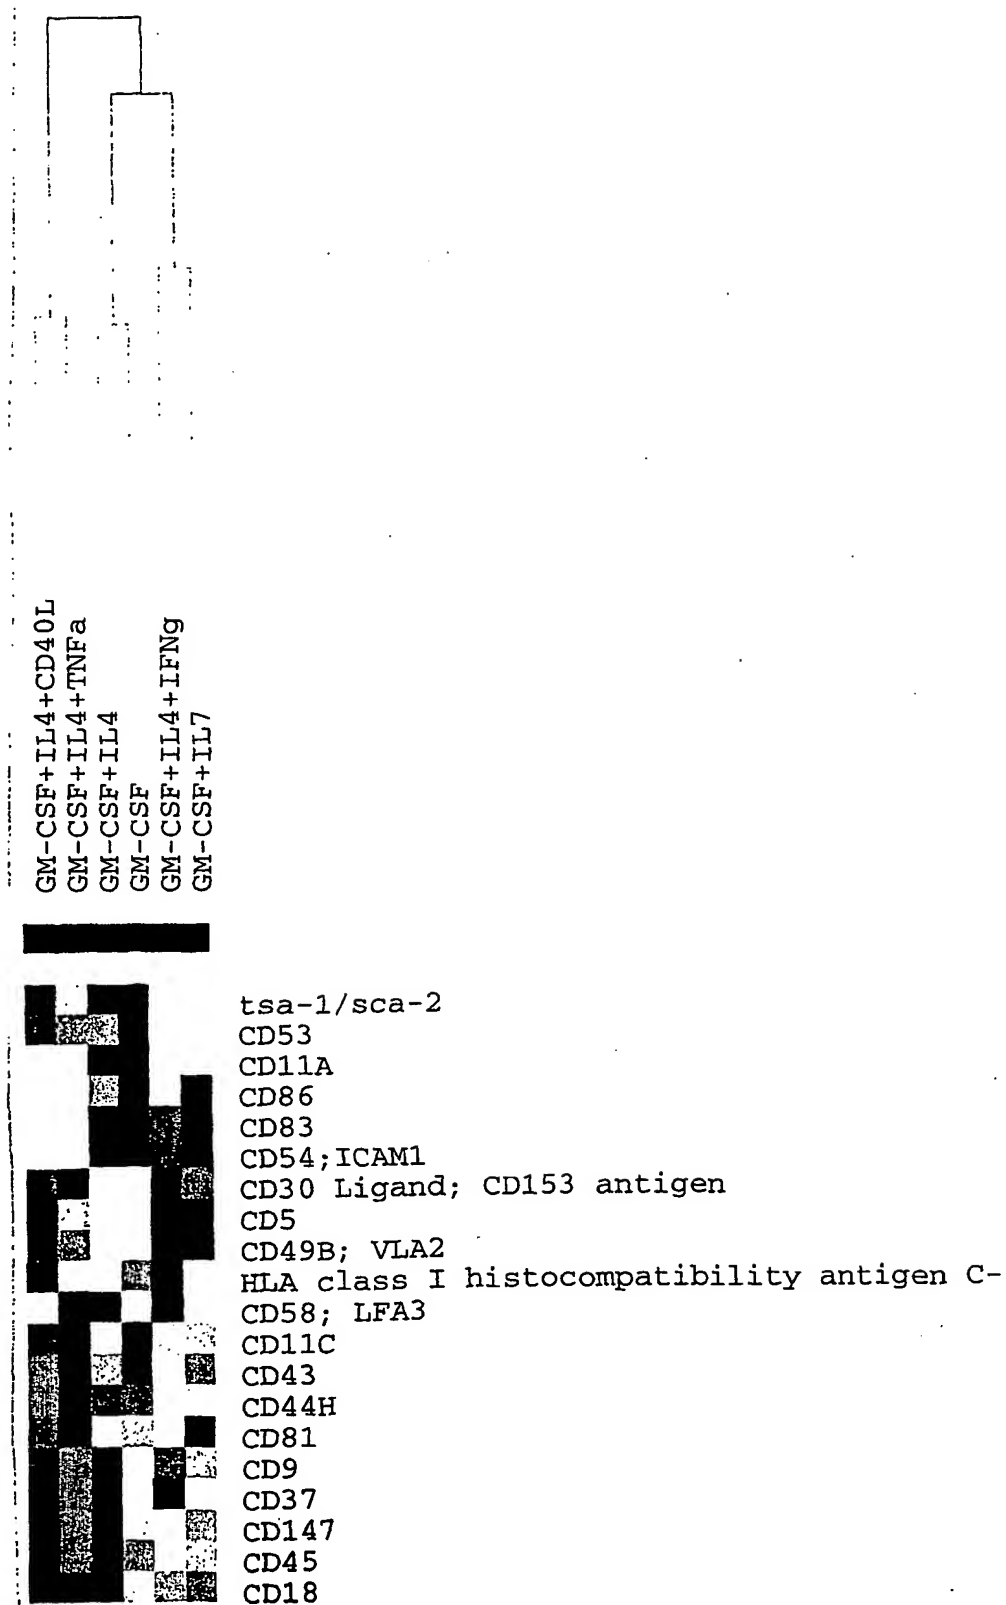 GM-CSF+IL4+CD40L
GM-CSF+IL4+TNFa
GM-CSF+IL4
GM-CSF
GM-CSF+IL4+IFNg
GM-CSF+IL7
tsa-1/sca-2
CD53
CD11A
CD86
CD83
CD54;ICAM1
CD30 Ligand; CD153 antigen
CD5
CD49B; VLA2
HLA class I histocompatibility antigen C-
CD58; LFA3
CD11C
CD43
CD44H
CD81
CD9
CD37
CD147
CD45
CD18